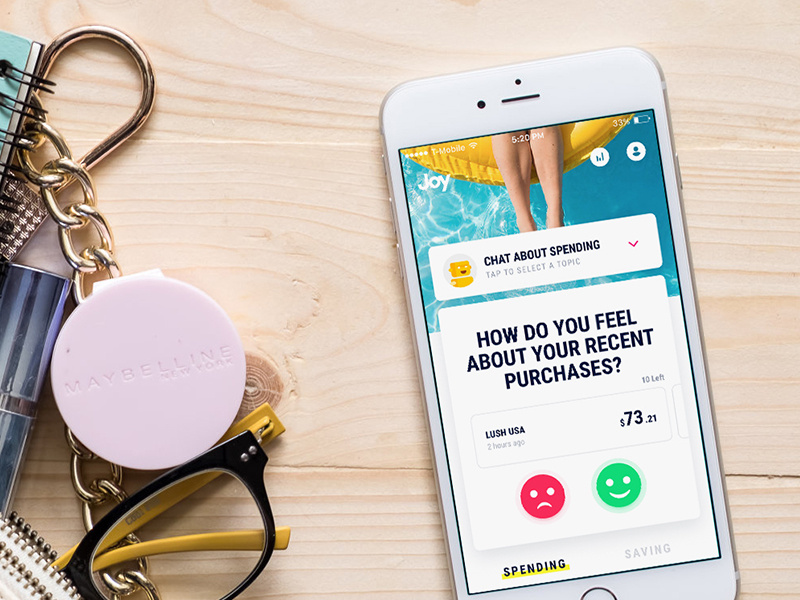 MAYBELLINE
NEW YORK
T-Mobile 5:20 PM 33%
Joy
CHAT ABOUT SPENDING
TAP TO SELECT A TOPIC
HOW DO YOU FEEL
ABOUT YOUR RECENT
PURCHASES?
10 Left
LUSH USA
2 hours ago
$73.21
SPENDING
SAVING